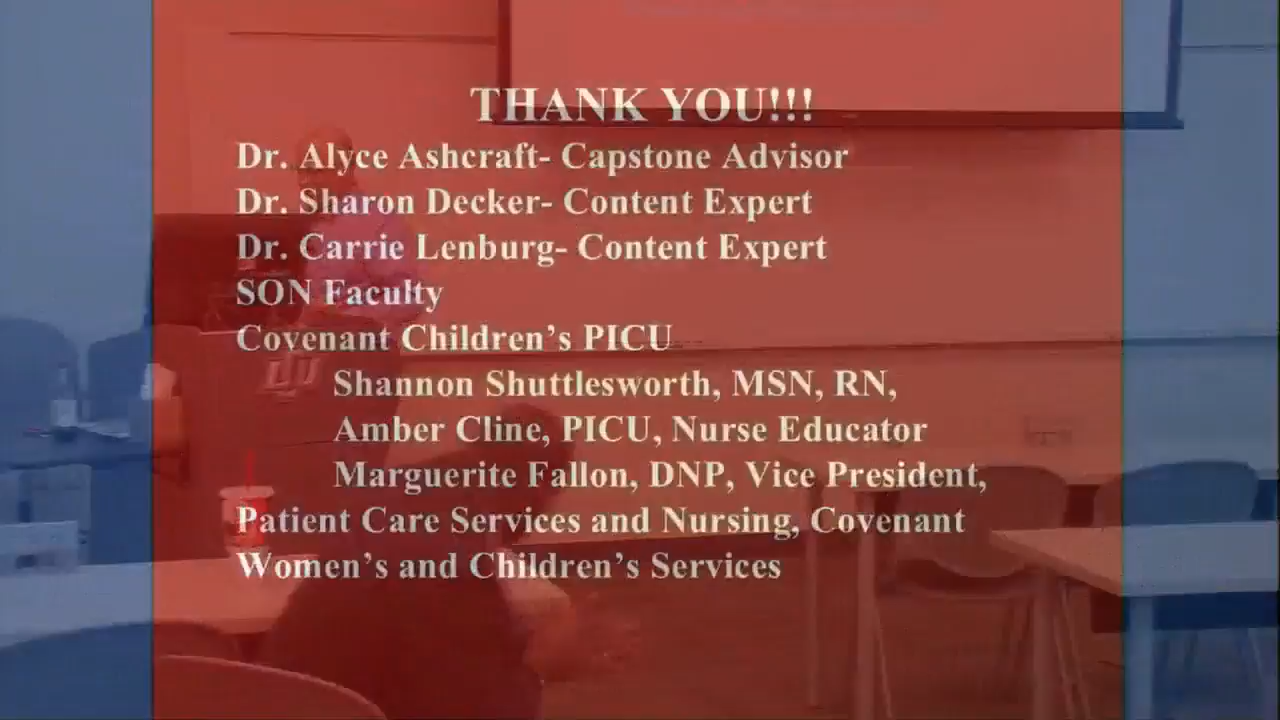 THANK YOU!!!
Dr. Alyce Ashcraft- Capstone Advisor
Dr. Sharon Decker- Content Expert
Dr. Carrie Lenburg- Content Expert
SON Faculty
Covenant Children’s PICU
Shannon Shuttlesworth, MSN, RN,
Amber Cline, PICU, Nurse Educator
Marguerite Fallon, DNP, Vice President,
Patient Care Services and Nursing, Covenant
Women’s and Children’s Services